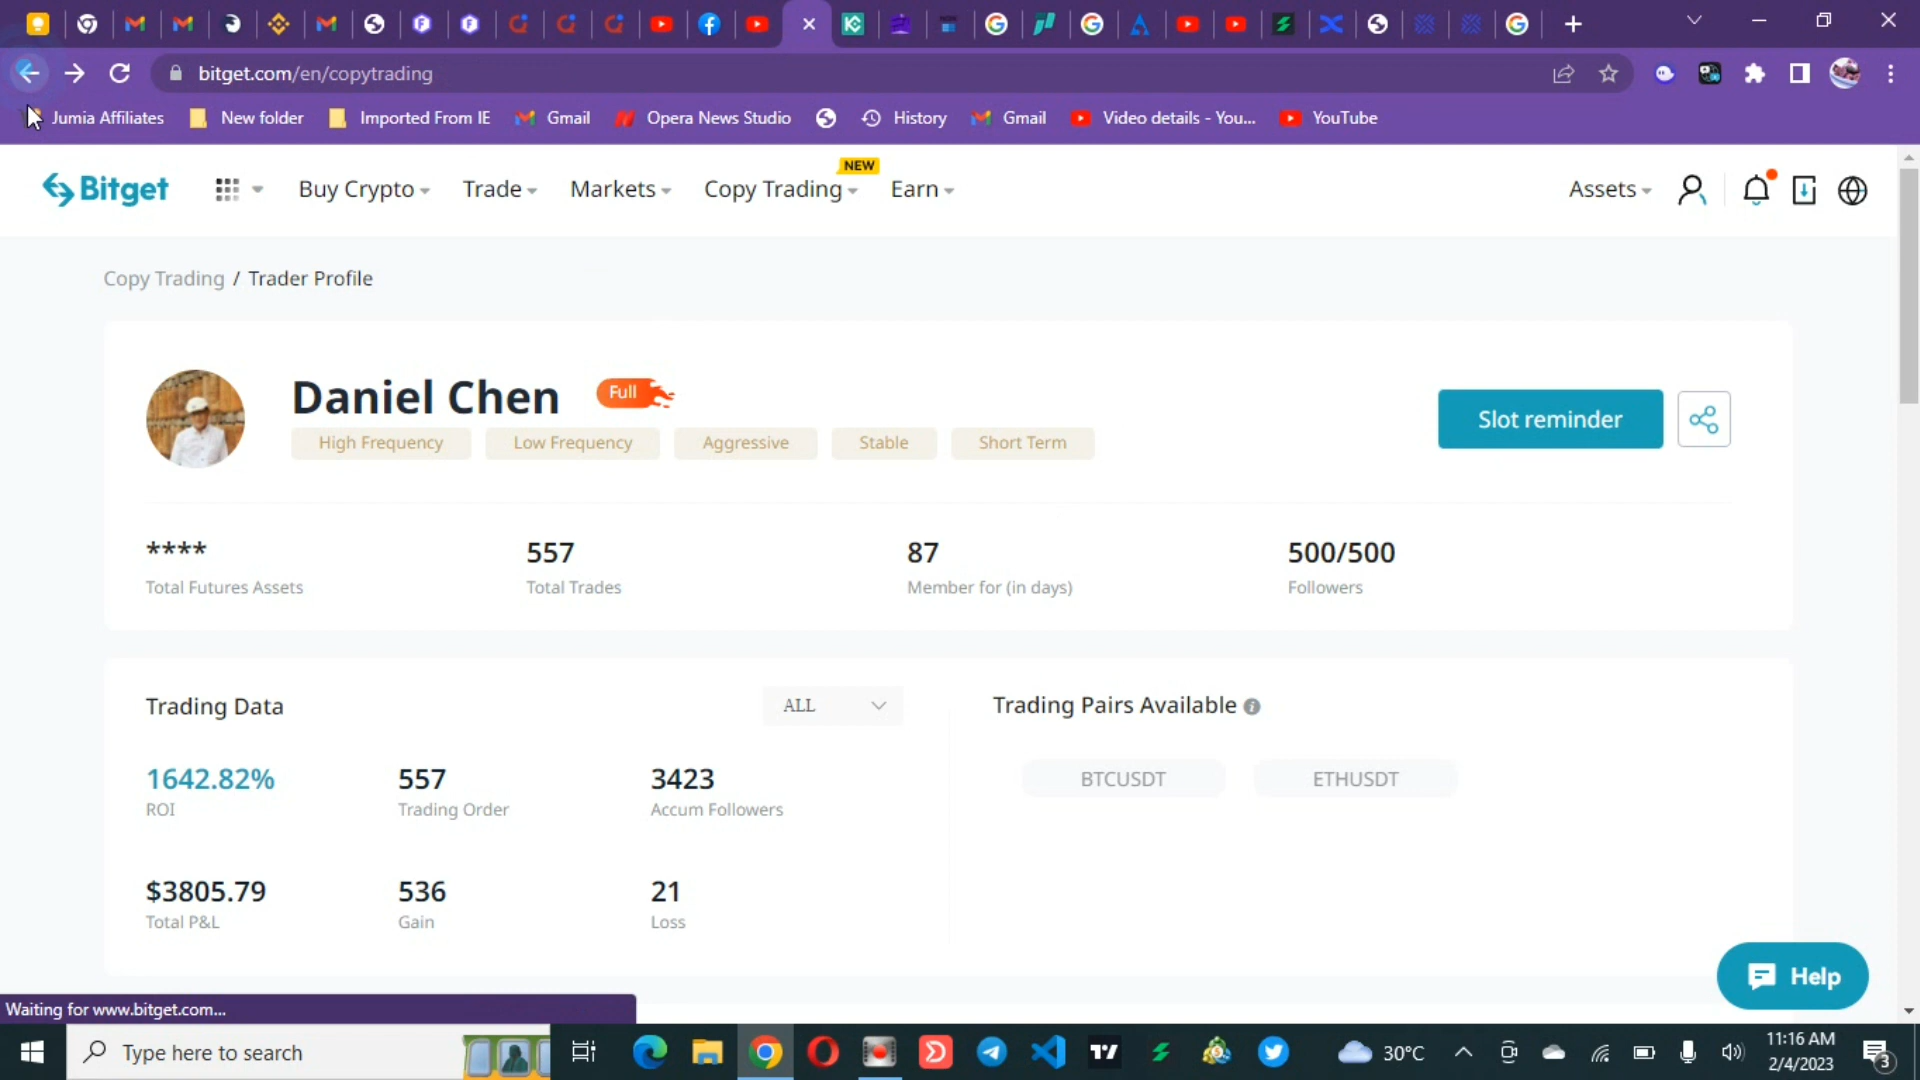 bitget.com/en/copytrading
Jumia Affiliates New folder Imported From IE Gmail Opera News Studio History Gmail Video details - You... YouTube
NEW
Bitget Buy Crypto Trade Markets Copy Trading Earn Assets
Copy Trading / Trader Profile
Daniel Chen Full
Slot reminder
High Frequency Low Frequency Aggressive Stable Short Term
**** 557 87 500/500
Total Futures Assets Total Trades Member for (in days) Followers
Trading Data ALL Trading Pairs Available
1642.82% 557 3423 BTCUSDT ETHUSDT
ROI Trading Order Accum Followers
$3805.79 536 21
Total P&L Gain Loss
Help
Waiting for www.bitget.com...
Type here to search 30°C 11:16 AM
2/4/2023 3